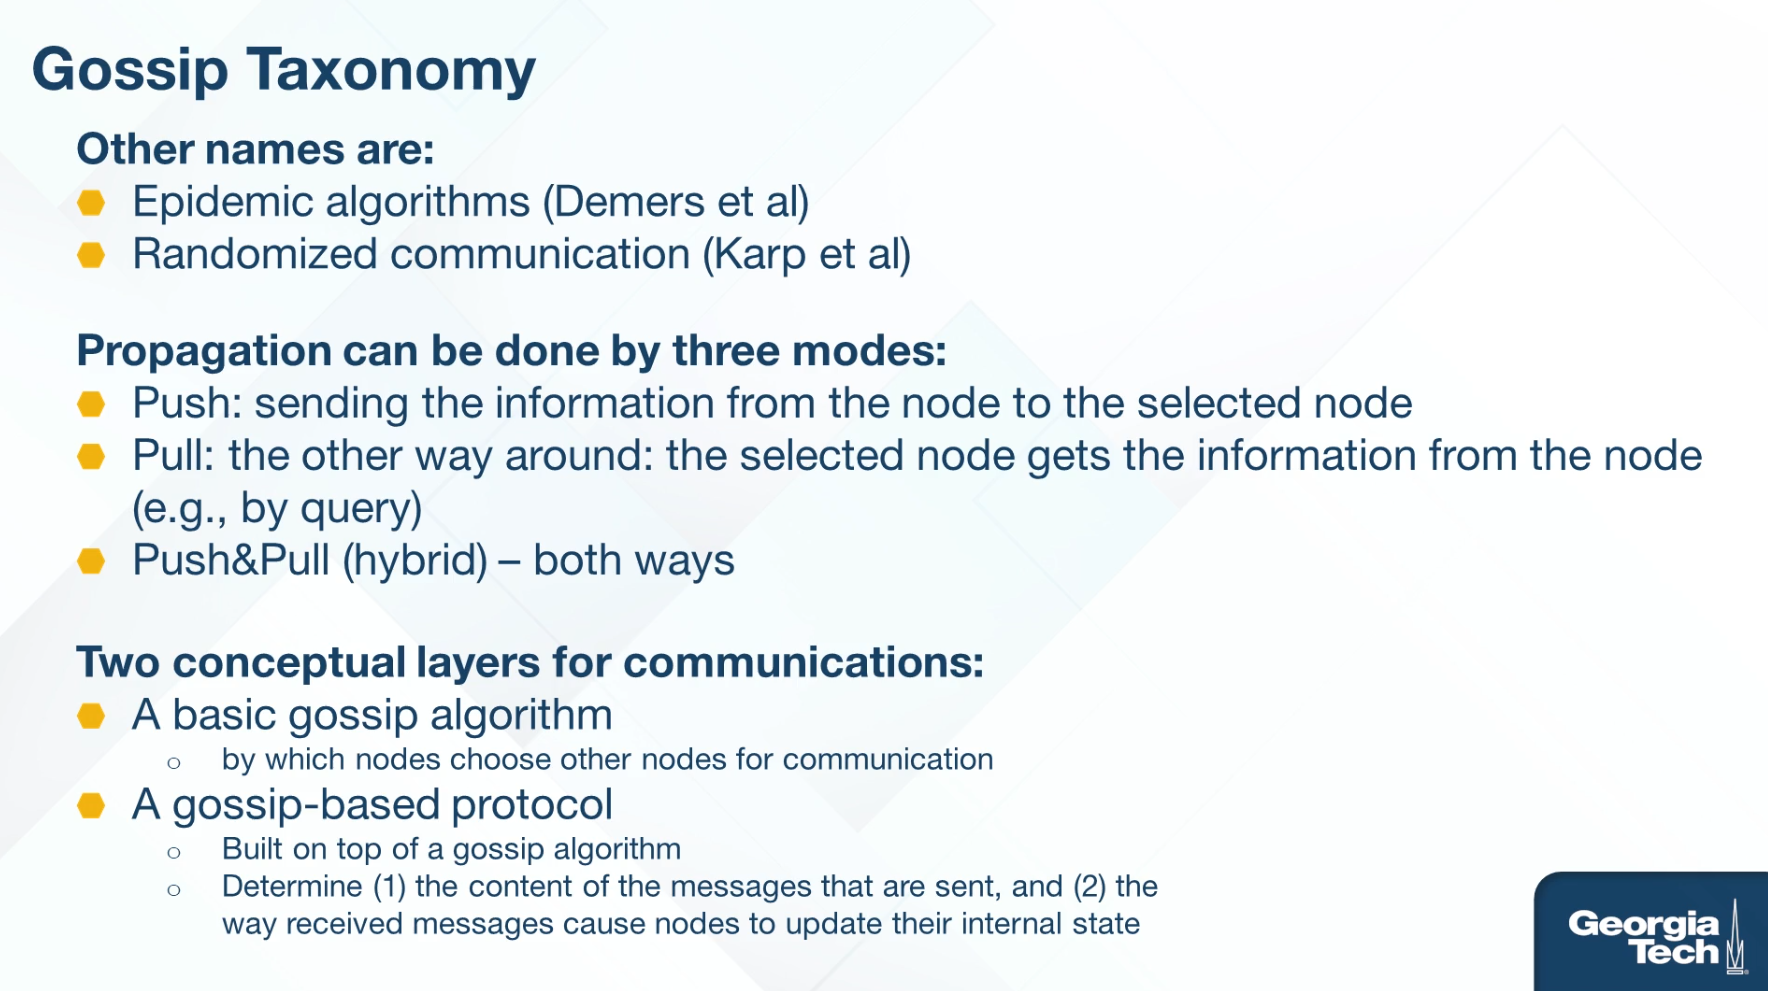 Gossip Taxonomy
Other names are:
Epidemic algorithms (Demers et al)
Randomized communication (Karp et al)
Propagation can be done by three modes:
Push: sending the information from the node to the selected node
Pull: the other way around: the selected node gets the information from the node
(e.g., by query)
Push&Pull (hybrid) – both ways
Two conceptual layers for communications:
A basic gossip algorithm
by which nodes choose other nodes for communication
A gossip-based protocol
Built on top of a gossip algorithm
Determine (1) the content of the messages that are sent, and (2) the
way received messages cause nodes to update their internal state
Georgia
Tech